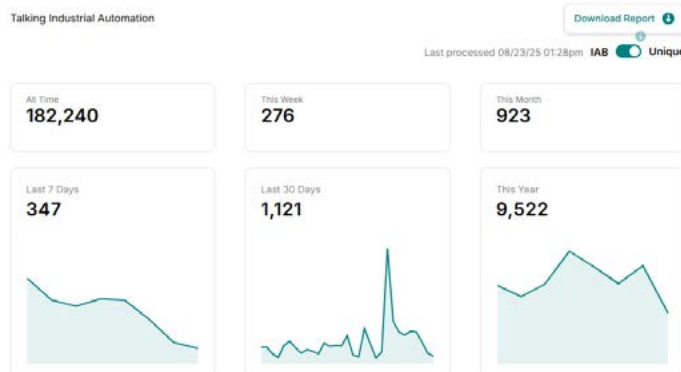 Talking Industrial Automation
Download Report
Last processed 08/23/25 01:28pm IAB Unique
All Time
182,240
This Week
276
This Month
923
Last 7 Days
347
Last 30 Days
1,121
This Year
9,522